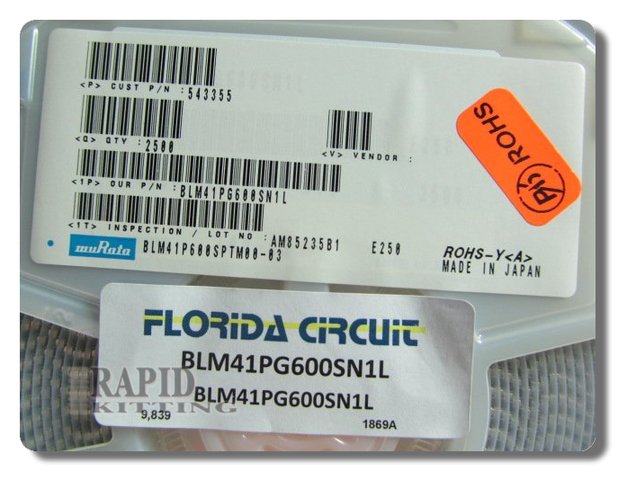 <P> CUST P/N :543355
<Q> QTY :2500
<V> VENDOR :
<1P> OUR P/N :BLM41PG600SN1L
<1T> INSPECTION / LOT NO :AM85235B1 E250
muRata BLM41P600SPTM00-03
ROHS-Y<A>
MADE IN JAPAN
ROHS
Pb
FLORIDA CIRCUIT
BLM41PG600SN1L
BLM41PG600SN1L
9,839 1869A
RAPID
KITTING